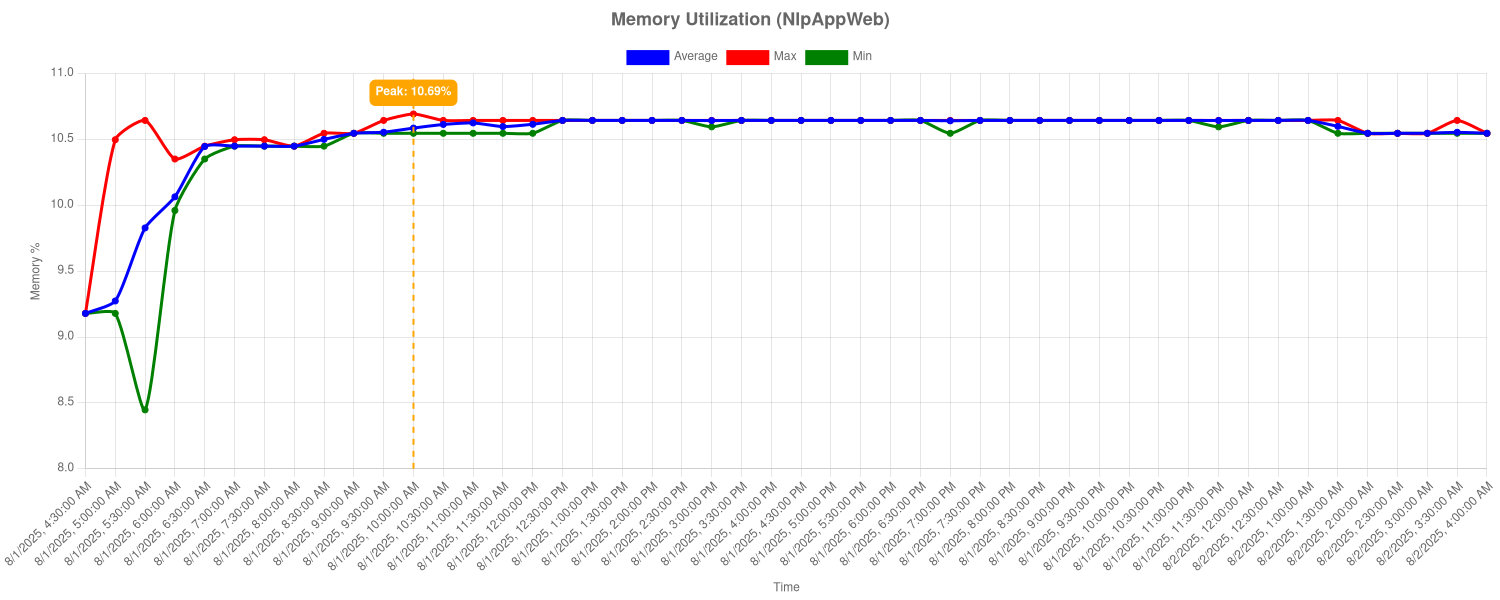 Memory Utilization (NlpAppWeb)
Average Max Min
Peak: 10.69%
11.0
10.5
10.0
9.5
9.0
8.5
8.0
Memory %
8/1/2025, 4:30:00 AM
8/1/2025, 5:00:00 AM
8/1/2025, 5:30:00 AM
8/1/2025, 6:00:00 AM
8/1/2025, 6:30:00 AM
8/1/2025, 7:00:00 AM
8/1/2025, 7:30:00 AM
8/1/2025, 8:00:00 AM
8/1/2025, 8:30:00 AM
8/1/2025, 9:00:00 AM
8/1/2025, 9:30:00 AM
8/1/2025, 10:00:00 AM
8/1/2025, 10:30:00 AM
8/1/2025, 11:00:00 AM
8/1/2025, 11:30:00 AM
8/1/2025, 12:00:00 PM
8/1/2025, 12:30:00 PM
8/1/2025, 1:00:00 PM
8/1/2025, 1:30:00 PM
8/1/2025, 2:00:00 PM
8/1/2025, 2:30:00 PM
8/1/2025, 3:00:00 PM
8/1/2025, 3:30:00 PM
8/1/2025, 4:00:00 PM
8/1/2025, 4:30:00 PM
8/1/2025, 5:00:00 PM
8/1/2025, 5:30:00 PM
8/1/2025, 6:00:00 PM
8/1/2025, 6:30:00 PM
8/1/2025, 7:00:00 PM
8/1/2025, 7:30:00 PM
8/1/2025, 8:00:00 PM
8/1/2025, 8:30:00 PM
8/1/2025, 9:00:00 PM
8/1/2025, 9:30:00 PM
8/1/2025, 10:00:00 PM
8/1/2025, 10:30:00 PM
8/1/2025, 11:00:00 PM
8/1/2025, 11:30:00 PM
8/2/2025, 12:00:00 AM
8/2/2025, 12:30:00 AM
8/2/2025, 1:00:00 AM
8/2/2025, 1:30:00 AM
8/2/2025, 2:00:00 AM
8/2/2025, 2:30:00 AM
8/2/2025, 3:00:00 AM
8/2/2025, 3:30:00 AM
8/2/2025, 4:00:00 AM
Time